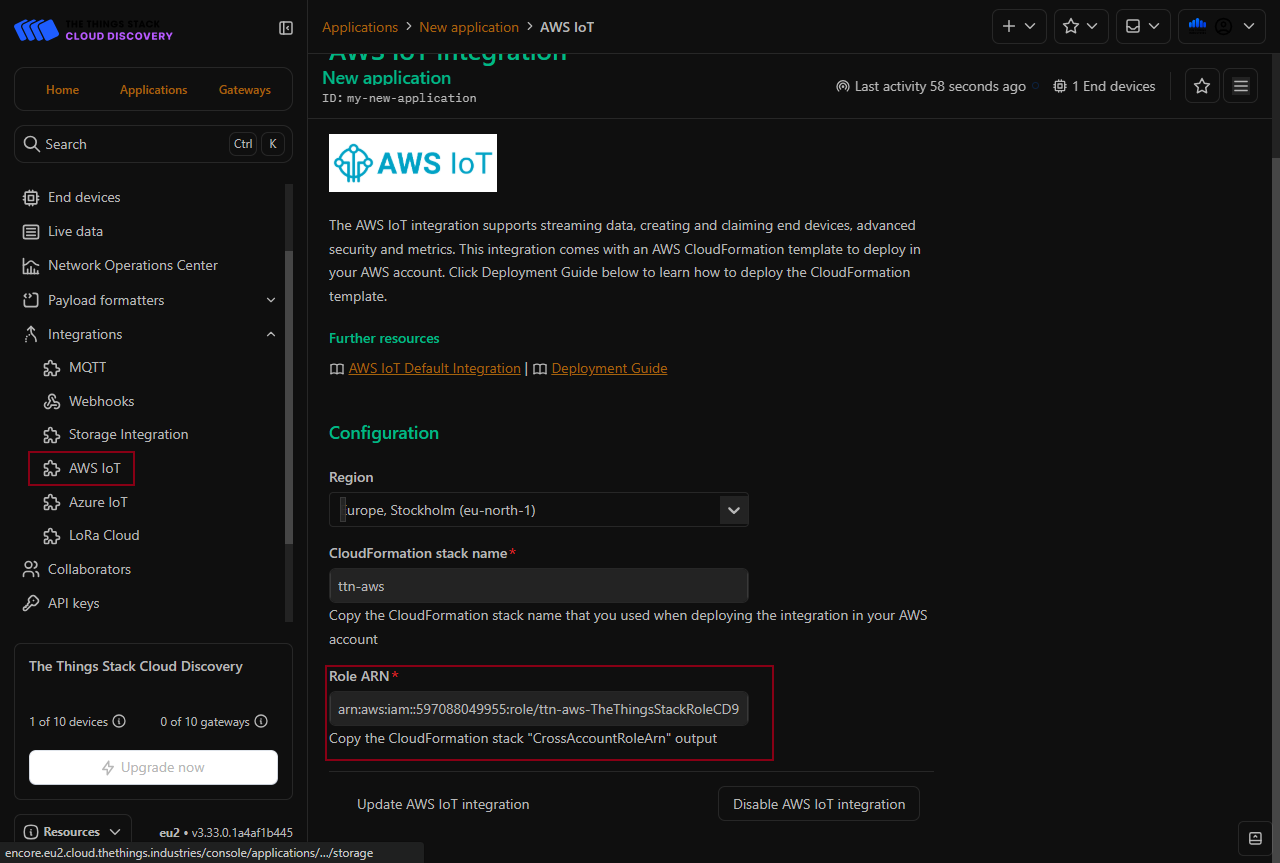 THE THINGS STACK
CLOUD DISCOVERY
Applications > New application > AWS IoT
Home Applications Gateways
AWS IoT integration
New application
ID: my-new-application
Last activity 58 seconds ago
1 End devices
Search Ctrl K
End devices
Live data
Network Operations Center
Payload formatters
Integrations
MQTT
Webhooks
Storage Integration
AWS IoT
Azure IoT
LoRa Cloud
Collaborators
API keys
The Things Stack Cloud Discovery
1 of 10 devices 0 of 10 gateways
Upgrade now
Resources eu2 • v3.33.0.1a4af1b445
encore.eu2.cloud.thethings.industries/console/applications/.../storage
AWS IoT
The AWS IoT integration supports streaming data, creating and claiming end devices, advanced
security and metrics. This integration comes with an AWS CloudFormation template to deploy in
your AWS account. Click Deployment Guide below to learn how to deploy the CloudFormation
template.
Further resources
AWS IoT Default Integration | Deployment Guide
Configuration
Region
Europe, Stockholm (eu-north-1)
CloudFormation stack name*
ttn-aws
Copy the CloudFormation stack name that you used when deploying the integration in your AWS
account
Role ARN*
arn:aws:iam::597088049955:role/ttn-aws-TheThingsStackRoleCD9
Copy the CloudFormation stack "CrossAccountRoleArn" output
Update AWS IoT integration
Disable AWS IoT integration